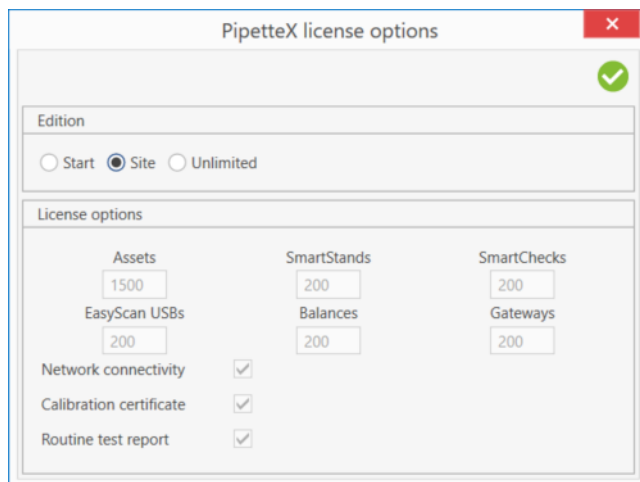 PipetteX license options
Edition
Start Site Unlimited
License options
Assets SmartStands SmartChecks
1500 200 200
EasyScan USBs Balances Gateways
200 200 200
Network connectivity
Calibration certificate
Routine test report